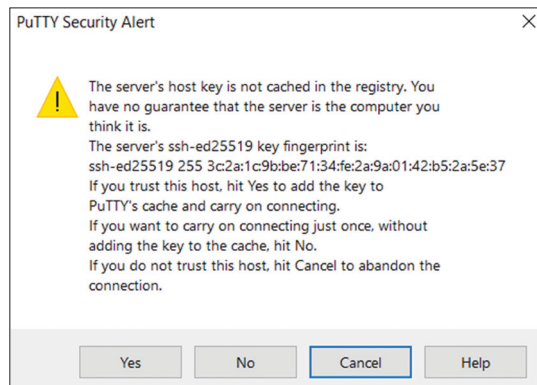 PuTTY Security Alert
The server's host key is not cached in the registry. You
have no guarantee that the server is the computer you
think it is.
The server's ssh-ed25519 key fingerprint is:
ssh-ed25519 255 3c:2a:1c:9b:be:71:34:fe:2a:9a:01:42:b5:2a:5e:37
If you trust this host, hit Yes to add the key to
PuTTY's cache and carry on connecting.
If you want to carry on connecting just once, without
adding the key to the cache, hit No.
If you do not trust this host, hit Cancel to abandon the
connection.
Yes No Cancel Help